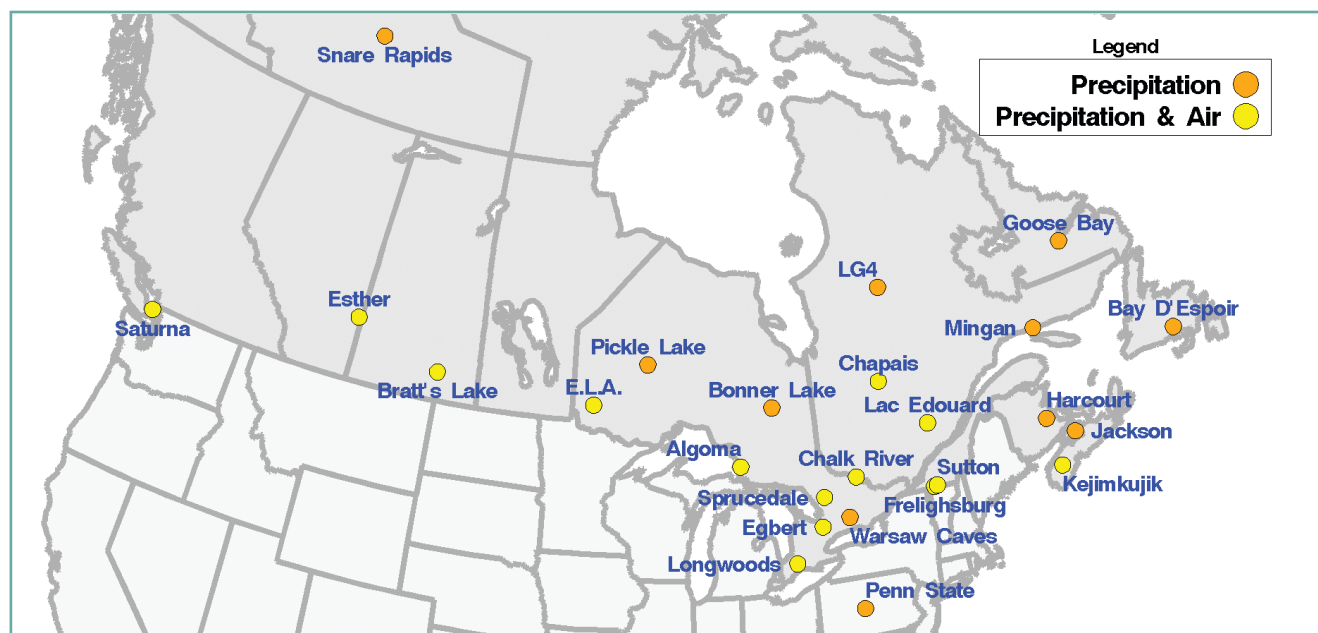 Snare Rapids
Legend
Precipitation
Precipitation & Air
Goose Bay
LG4
Esther
Saturna
Mingan
Bay D'Espoir
Pickle Lake
Chapais
Bratt's Lake
E.L.A.
Bonner Lake
Lac Edouard
Harcourt
Jackson
Algoma
Chalk River
Sutton
Kejimkujik
Sprucedale
Frelighsburg
Egbert
Warsaw Caves
Longwoods
Penn State